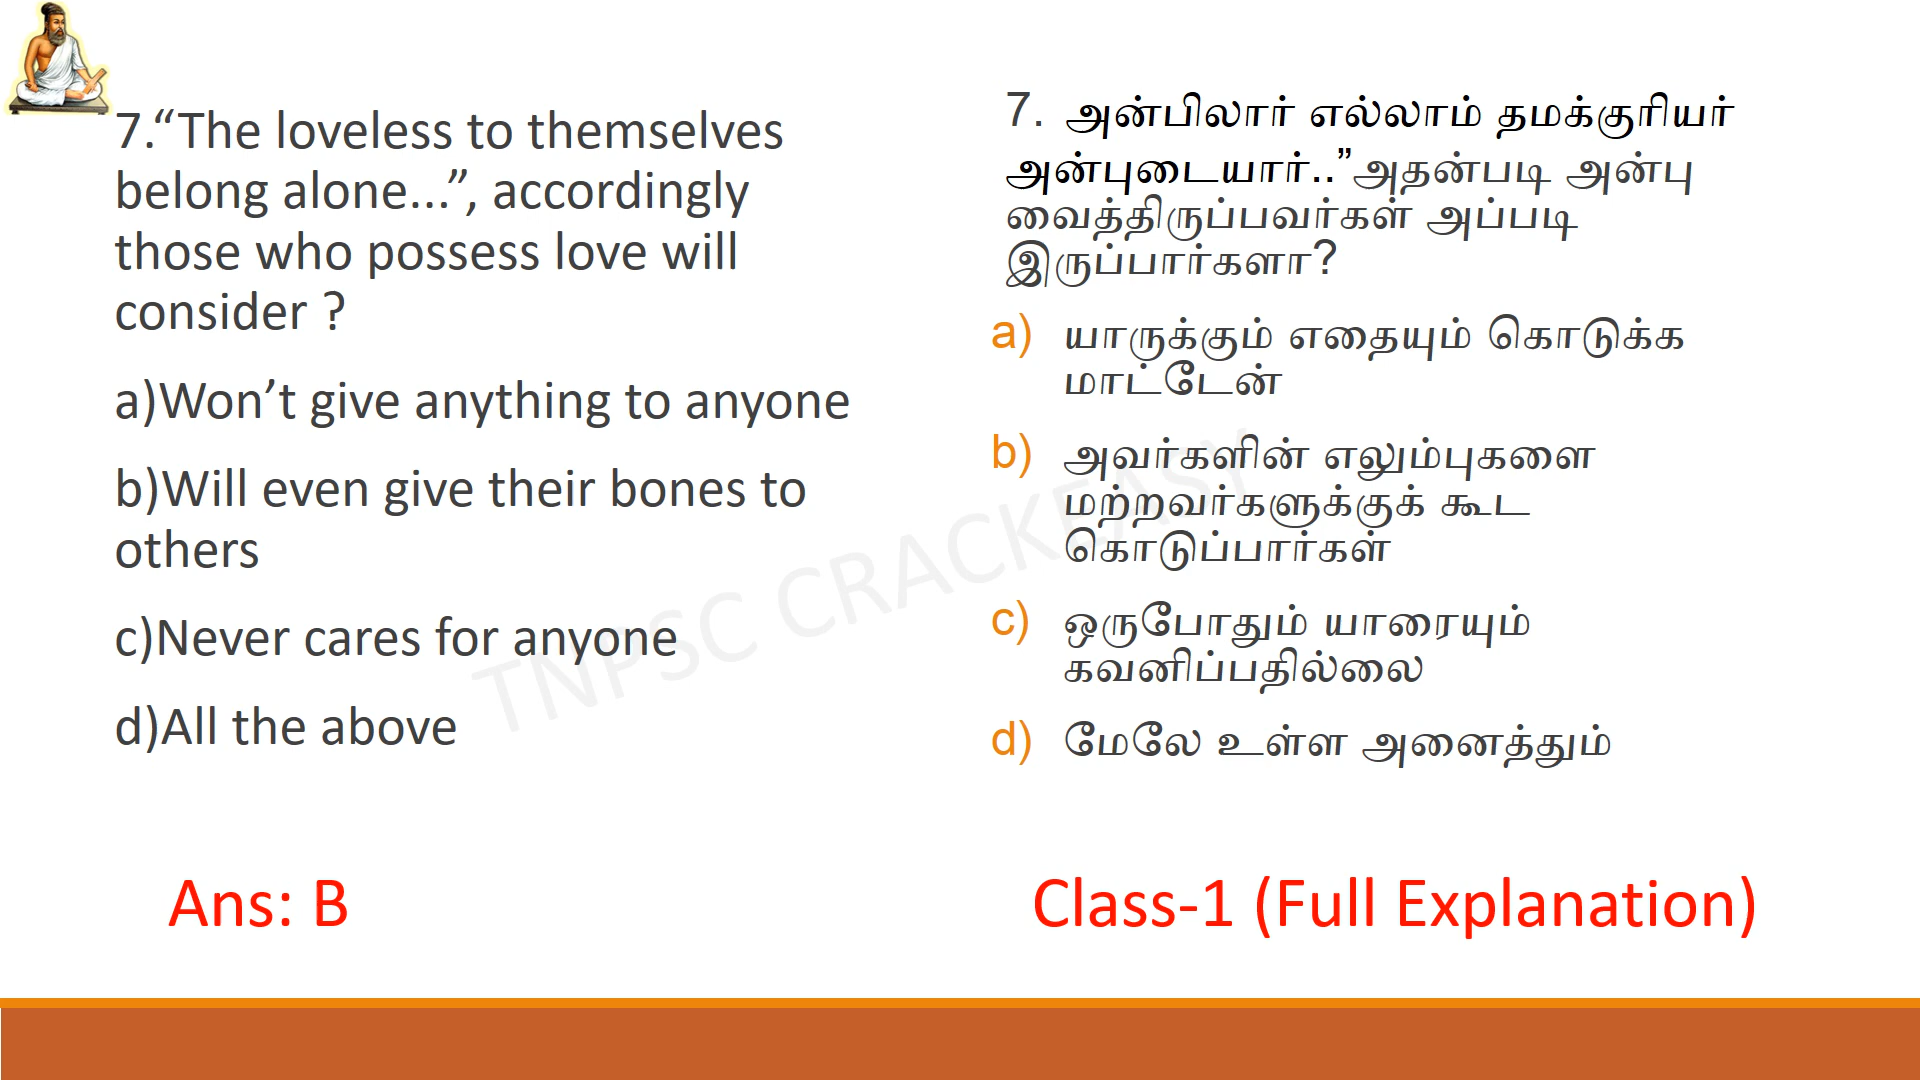 7.“The loveless to themselves
belong alone...”, accordingly
those who possess love will
consider ?
a)Won’t give anything to anyone
b)Will even give their bones to
others
c)Never cares for anyone
d)All the above
Ans: B
7. அன்பிலார் எல்லாம் தமக்குரியர்
அன்புடையார்..” அதன்படி அன்பு
வைத்திருப்பவர்கள் அப்படி
இருப்பார்களா?
a) யாருக்கும் எதையும் கொடுக்க
மாட்டேன்
b) அவர்களின் எலும்புகளை
மற்றவர்களுக்குக் கூட
கொடுப்பார்கள்
c) ஒருபோதும் யாரையும்
கவனிப்பதில்லை
d) மேலே உள்ள அனைத்தும்
Class-1 (Full Explanation)
TNPSC CRACKEASY